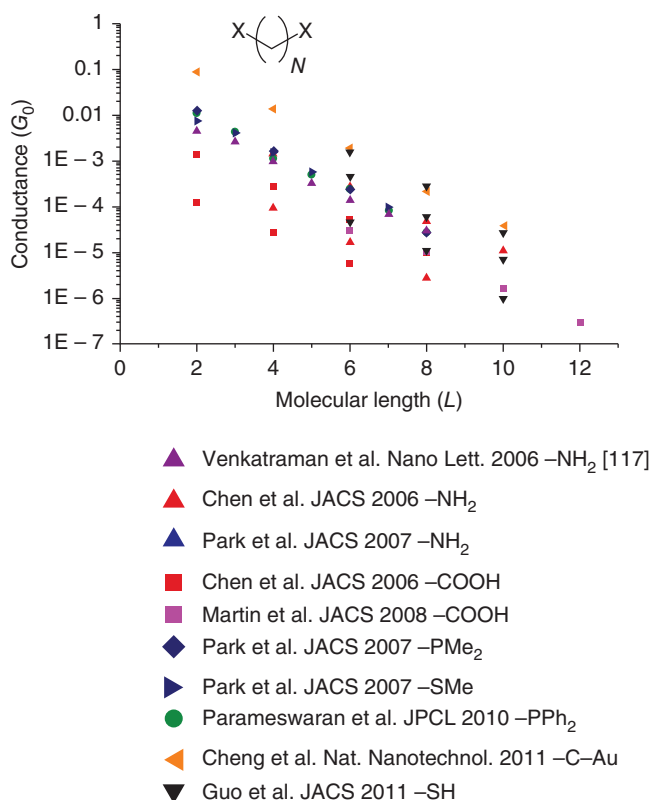 X X
N
Conductance (G0)
1
0.1
0.01
1E−3
1E−4
1E−5
1E−6
1E−7
0 2 4 6 8 10 12
Molecular length (L)
Venkatraman et al. Nano Lett. 2006 –NH2 [117]
Chen et al. JACS 2006 –NH2
Park et al. JACS 2007 –NH2
Chen et al. JACS 2006 –COOH
Martin et al. JACS 2008 –COOH
Park et al. JACS 2007 –PMe2
Park et al. JACS 2007 –SMe
Parameswaran et al. JPCL 2010 –PPh2
Cheng et al. Nat. Nanotechnol. 2011 –C–Au
Guo et al. JACS 2011 –SH